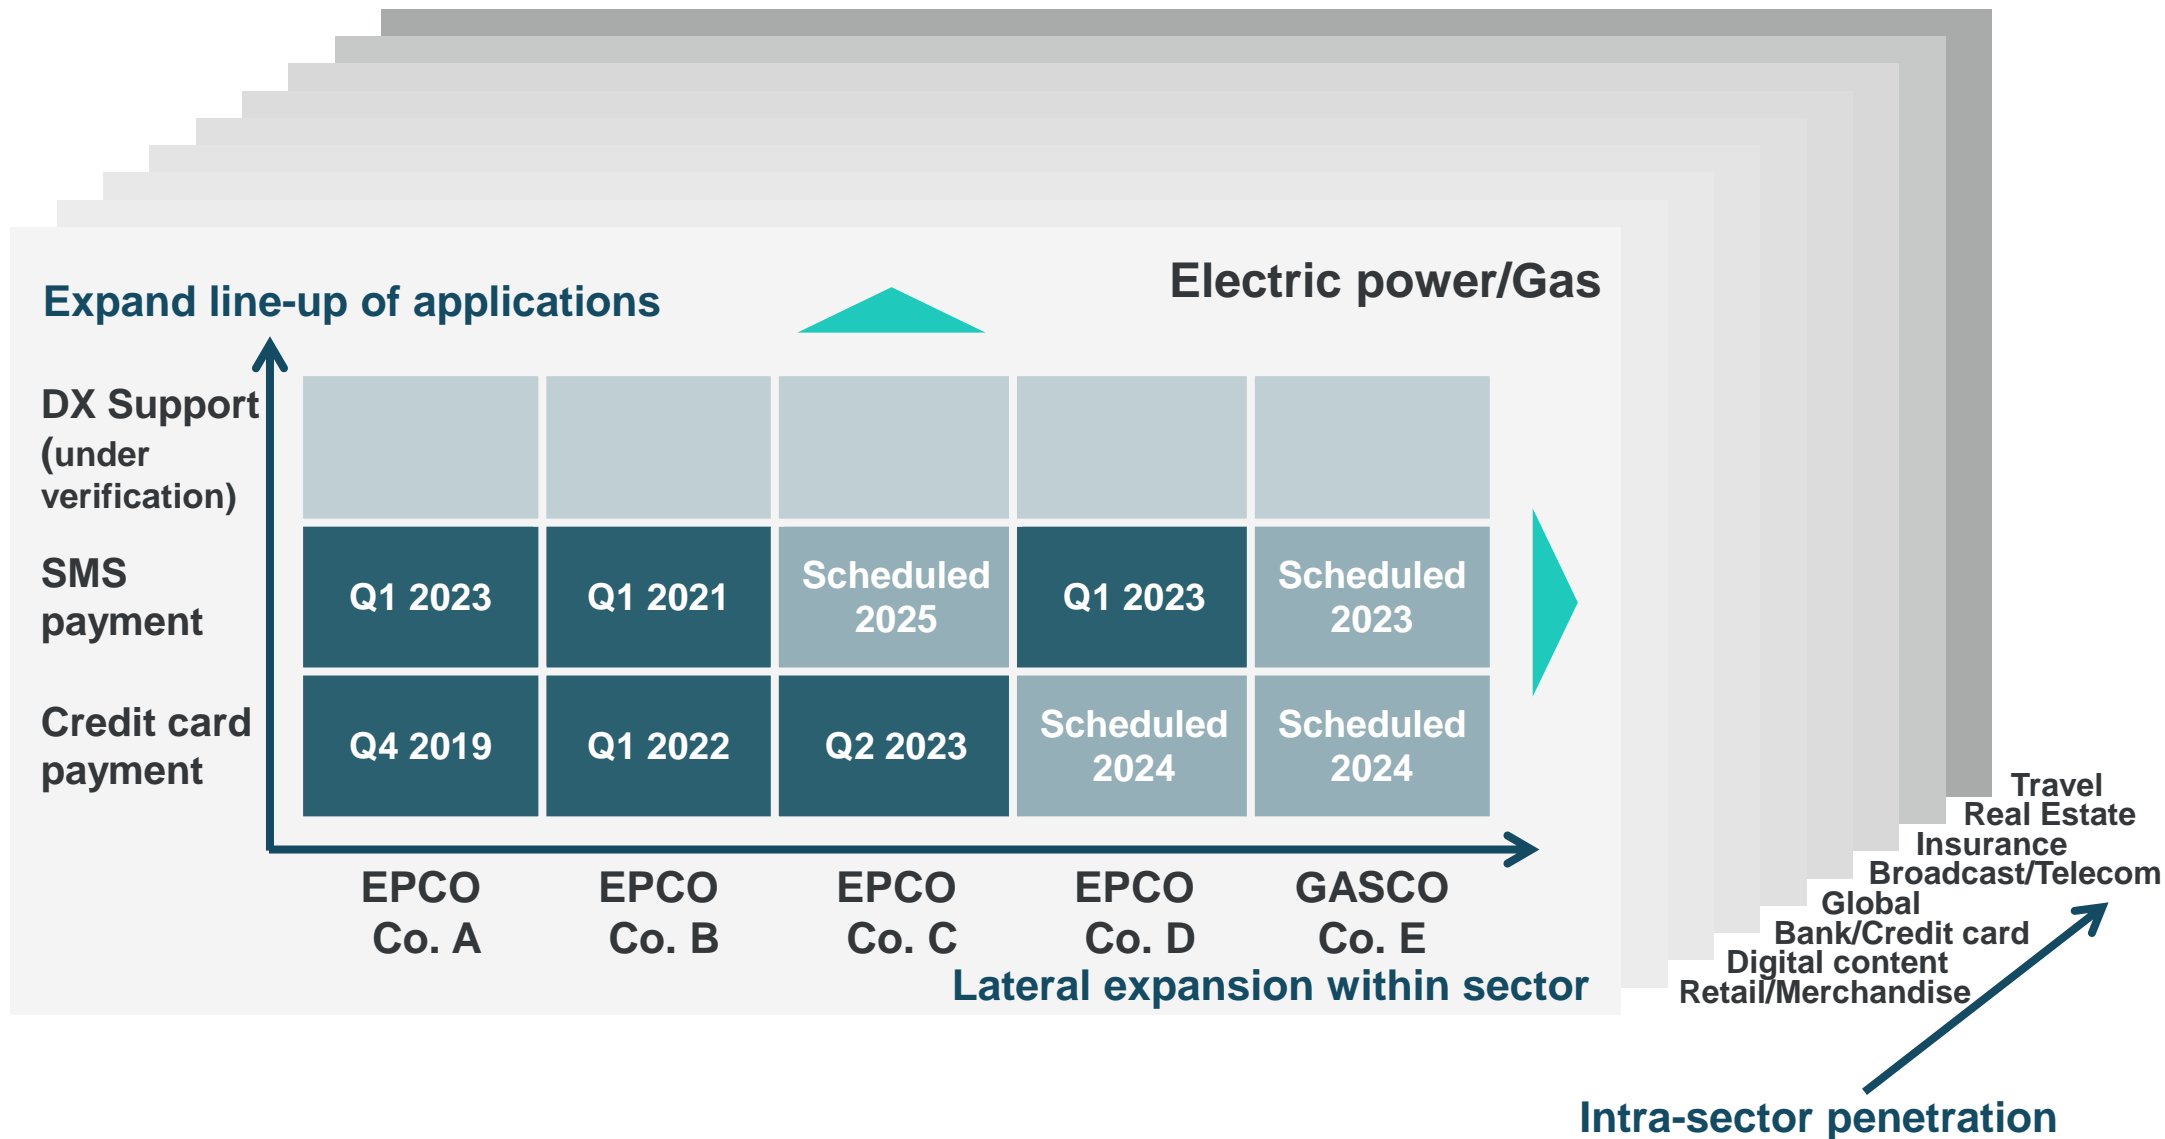 Electric power/Gas
Expand line-up of applications
DX Support
(under
verification)
SMS
payment
Q1 2023
Q1 2021
Scheduled
2025
Q1 2023
Scheduled
2023
Credit card
payment
Q4 2019
Q1 2022
Q2 2023
Scheduled
2024
Scheduled
2024
EPCO
Co. A
EPCO
Co. B
EPCO
Co. C
EPCO
Co. D
GASCO
Co. E
Lateral expansion within sector
Travel
Real Estate
Insurance
Broadcast/Telecom
Global
Bank/Credit card
Digital content
Retail/Merchandise
Intra-sector penetration